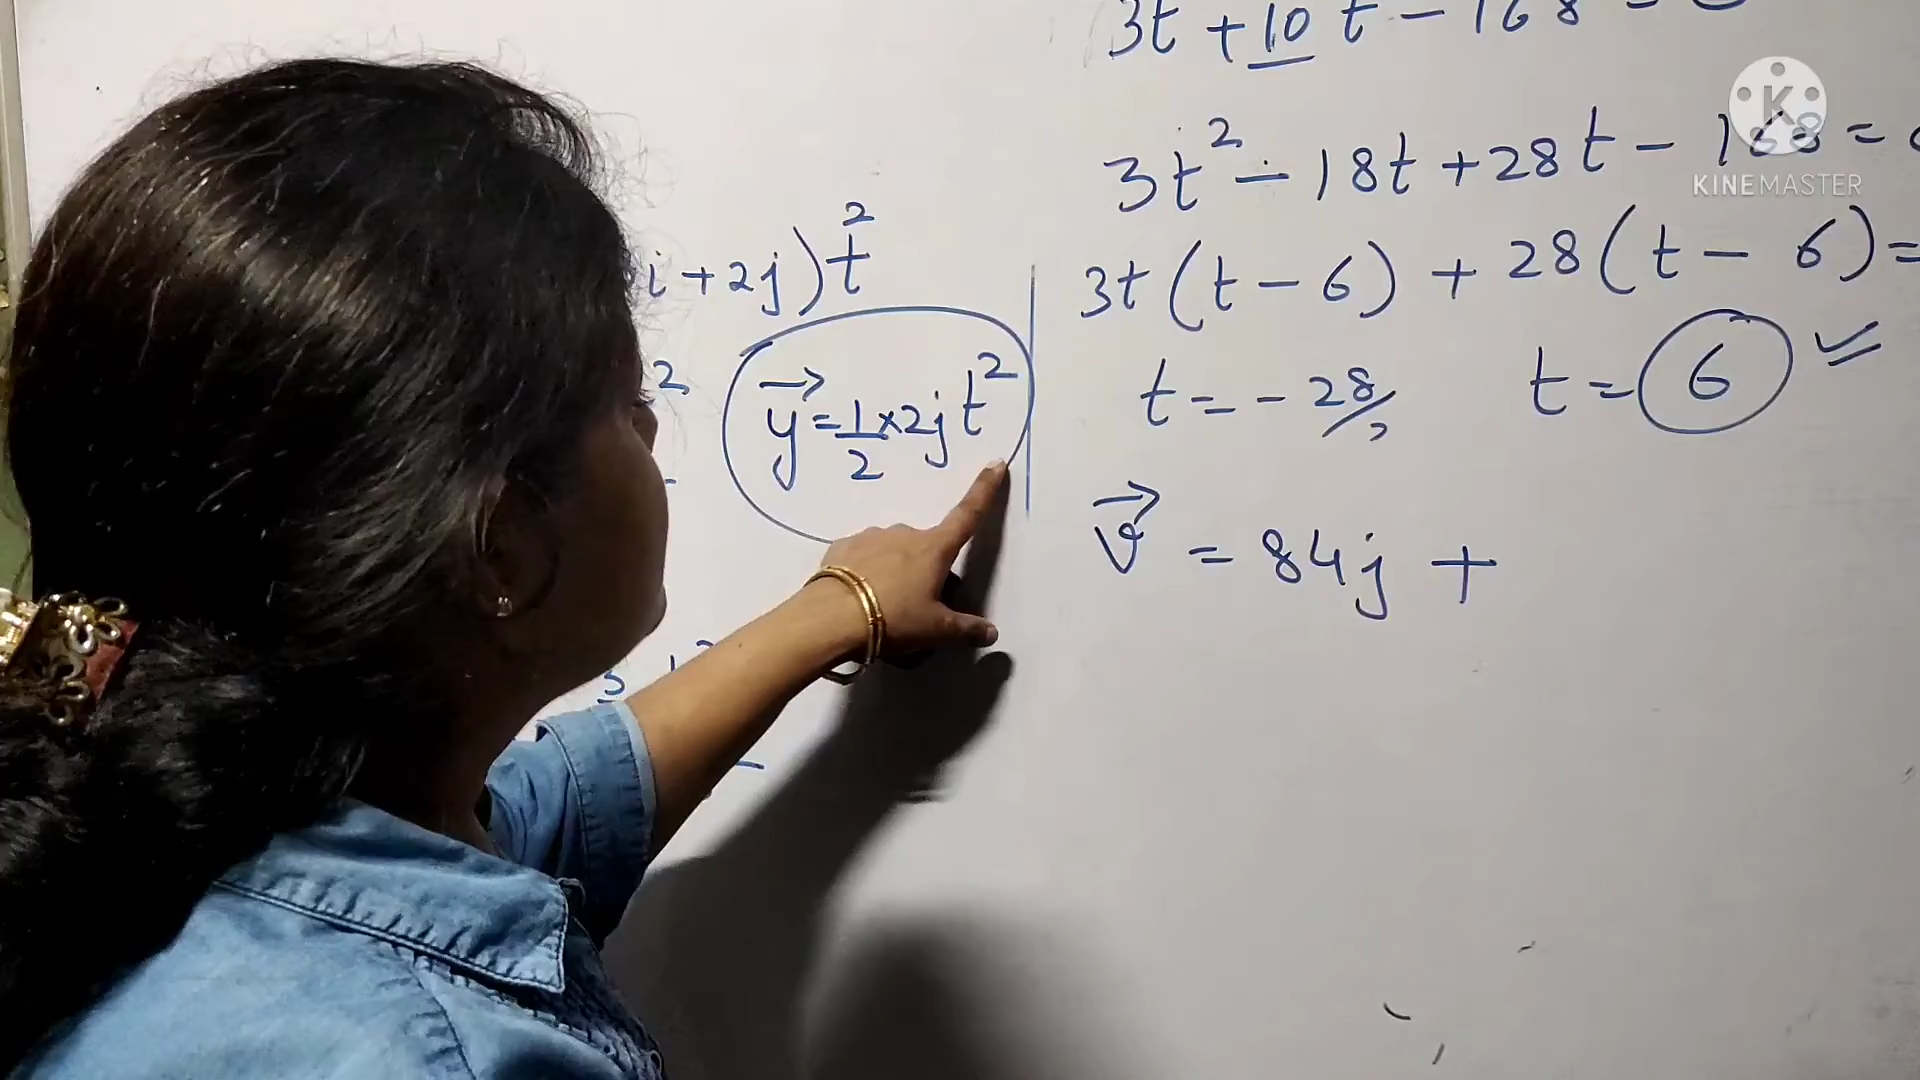 i + 2j) t²
2
y⃗ = 1/2 × 2j t²
3t + 10 t - 168 =
3t² - 18t + 28t - 168 =
3t (t - 6) + 28 (t - 6) =
t = - 28/ t = 6
v⃗ = 84j +
K
KINEMASTER